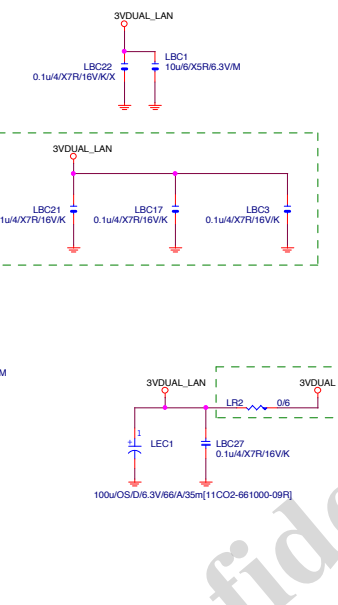 3VDUAL_LAN
LBC22
0.1u/4/X7R/16V/K/X
LBC1
10u/6/X5R/6.3V/M
3VDUAL_LAN
LBC21
1u/4/X7R/16V/K
LBC17
0.1u/4/X7R/16V/K
LBC3
0.1u/4/X7R/16V/K
M
3VDUAL_LAN
LR2
0/6
3VDUAL
1
+
LEC1
LBC27
0.1u/4/X7R/16V/K
100u/OS/D/6.3V/66/A/35m[11CO2-661000-09R]
fide